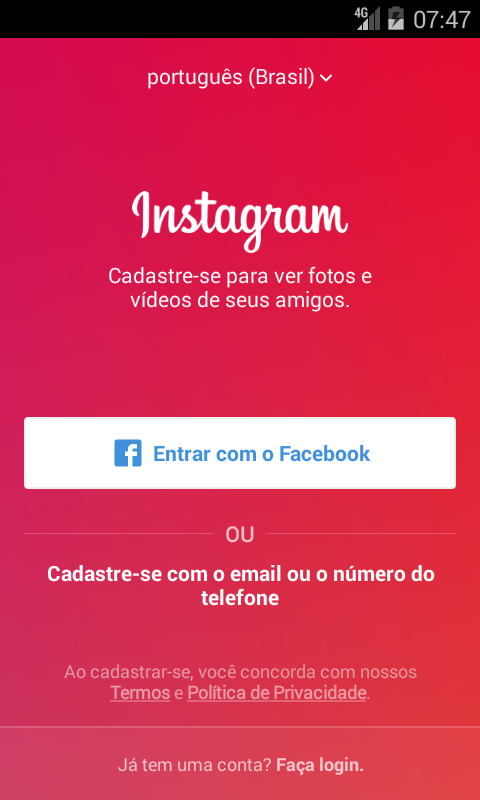 4G 07:47
português (Brasil)
Instagram
Cadastre-se para ver fotos e
vídeos de seus amigos.
Entrar com o Facebook
OU
Cadastre-se com o email ou o número do
telefone
Ao cadastrar-se, você concorda com nossos
Termos e Política de Privacidade.
Já tem uma conta? Faça login.